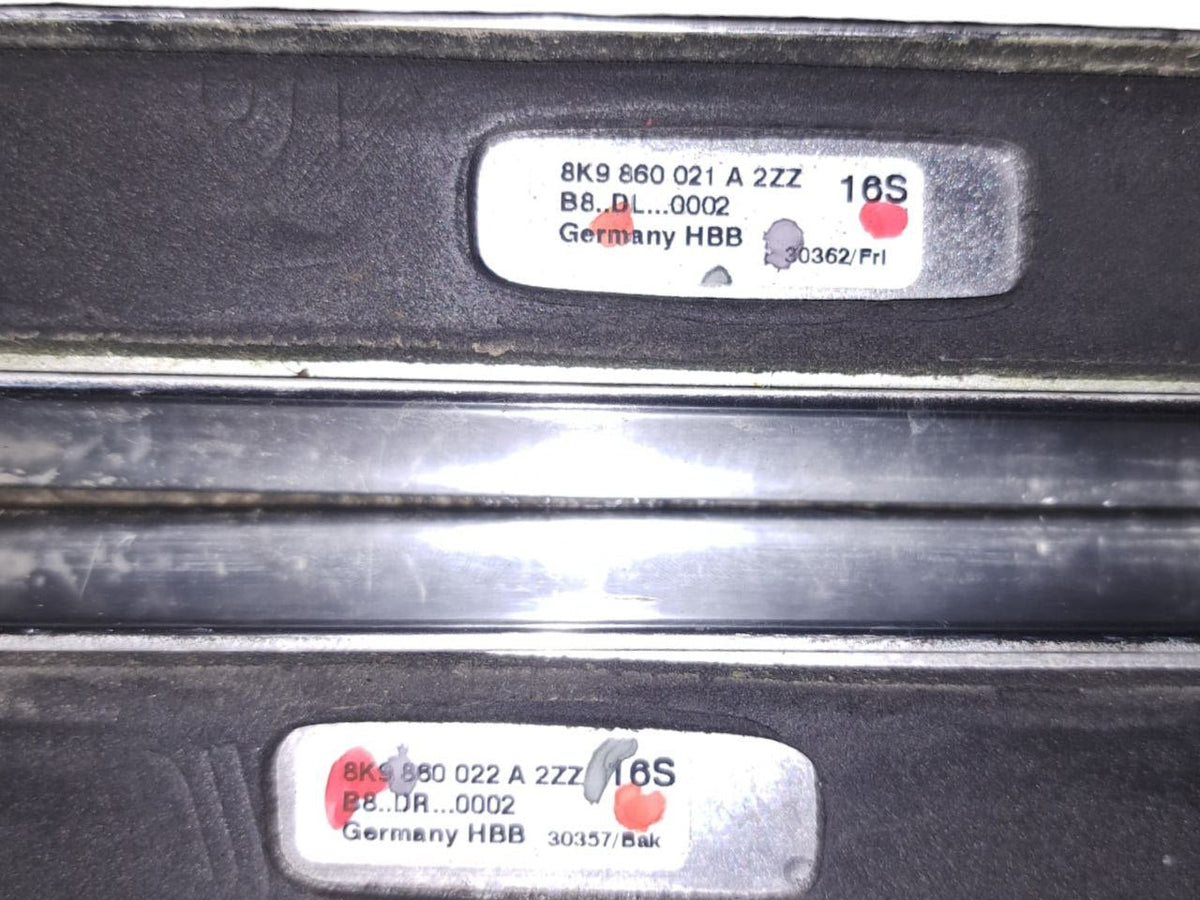 8K9 860 021 A 2ZZ 16S
B8..DL...0002
Germany HBB
30362/Frl
8K9 860 022 A 2ZZ 16S
B8..DR...0002
Germany HBB 30357/Bak